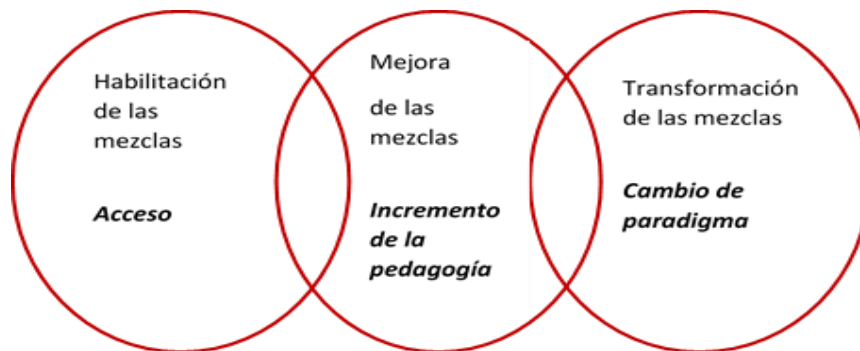 Habilitación
de las
mezclas
Acceso
Mejora
de las
mezclas
Incremento
de la
pedagogía
Transformación
de las mezclas
Cambio de
paradigma